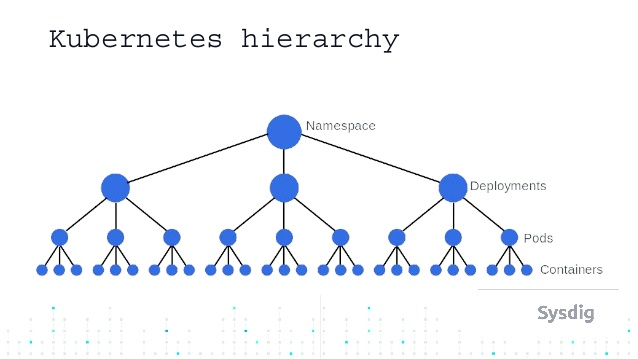 Kubernetes hierarchy
Namespace
Deployments
Pods
Containers
Sysdig